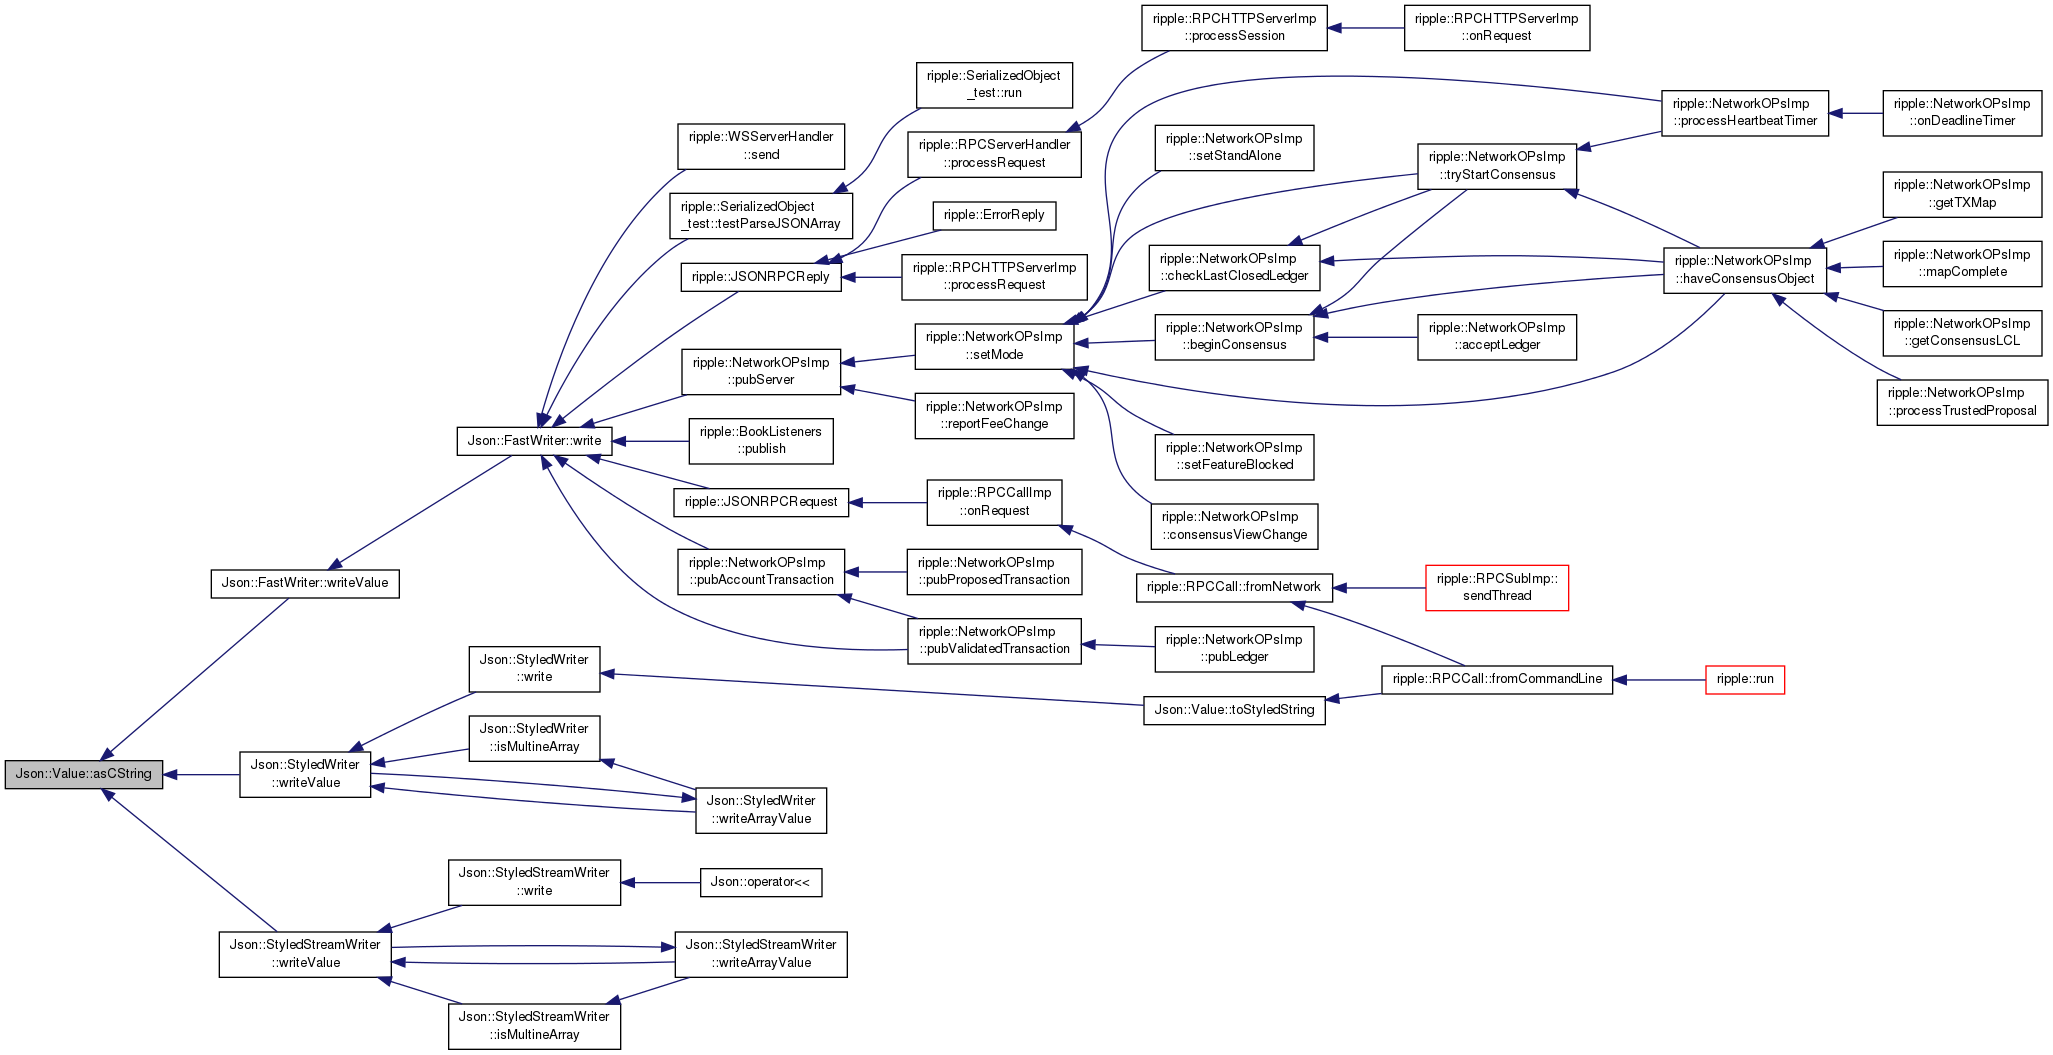 ripple::RPCHTTPServerImp
::processSession
ripple::RPCHTTPServerImp
::onRequest
ripple::SerializedObject
_test::run
ripple::NetworkOPsImp
::processHeartbeatTimer
ripple::NetworkOPsImp
::onDeadlineTimer
ripple::WSServerHandler
::send
ripple::RPCServerHandler
::processRequest
ripple::NetworkOPsImp
::setStandAlone
ripple::NetworkOPsImp
::tryStartConsensus
ripple::NetworkOPsImp
::getTXMap
ripple::SerializedObject
_test::testParseJSONArray
ripple::ErrorReply
ripple::JSONRPCReply
ripple::RPCHTTPServerImp
::processRequest
ripple::NetworkOPsImp
::checkLastClosedLedger
ripple::NetworkOPsImp
::haveConsensusObject
ripple::NetworkOPsImp
::mapComplete
ripple::NetworkOPsImp
::setMode
ripple::NetworkOPsImp
::beginConsensus
ripple::NetworkOPsImp
::acceptLedger
ripple::NetworkOPsImp
::getConsensusLCL
ripple::NetworkOPsImp
::pubServer
ripple::NetworkOPsImp
::reportFeeChange
ripple::NetworkOPsImp
::processTrustedProposal
Json::FastWriter::write
ripple::BookListeners
::publish
ripple::NetworkOPsImp
::setFeatureBlocked
ripple::JSONRPCRequest
ripple::RPCCallImp
::onRequest
ripple::NetworkOPsImp
::consensusViewChange
Json::FastWriter::writeValue
ripple::NetworkOPsImp
::pubAccountTransaction
ripple::NetworkOPsImp
::pubProposedTransaction
ripple::RPCCall::fromNetwork
ripple::RPCSubImp::
sendThread
ripple::NetworkOPsImp
::pubValidatedTransaction
ripple::NetworkOPsImp
::pubLedger
Json::StyledWriter
::write
ripple::RPCCall::fromCommandLine
ripple::run
Json::Value::toStyledString
Json::StyledWriter
::isMultineArray
Json::Value::asCString
Json::StyledWriter
::writeValue
Json::StyledWriter
::writeArrayValue
Json::StyledStreamWriter
::write
Json::operator<<
Json::StyledStreamWriter
::writeValue
Json::StyledStreamWriter
::writeArrayValue
Json::StyledStreamWriter
::isMultineArray